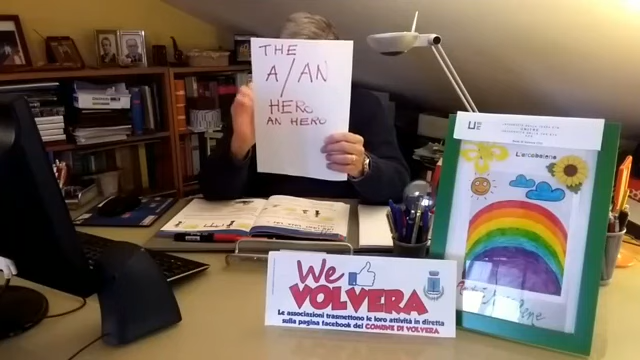 THE
A/AN
HERO
AN HERO
L'arcobaleno
We
VOLVERA
Le associazioni trasmettono le loro attività in diretta
sulla pagina facebook del COMUNE DI VOLVERA